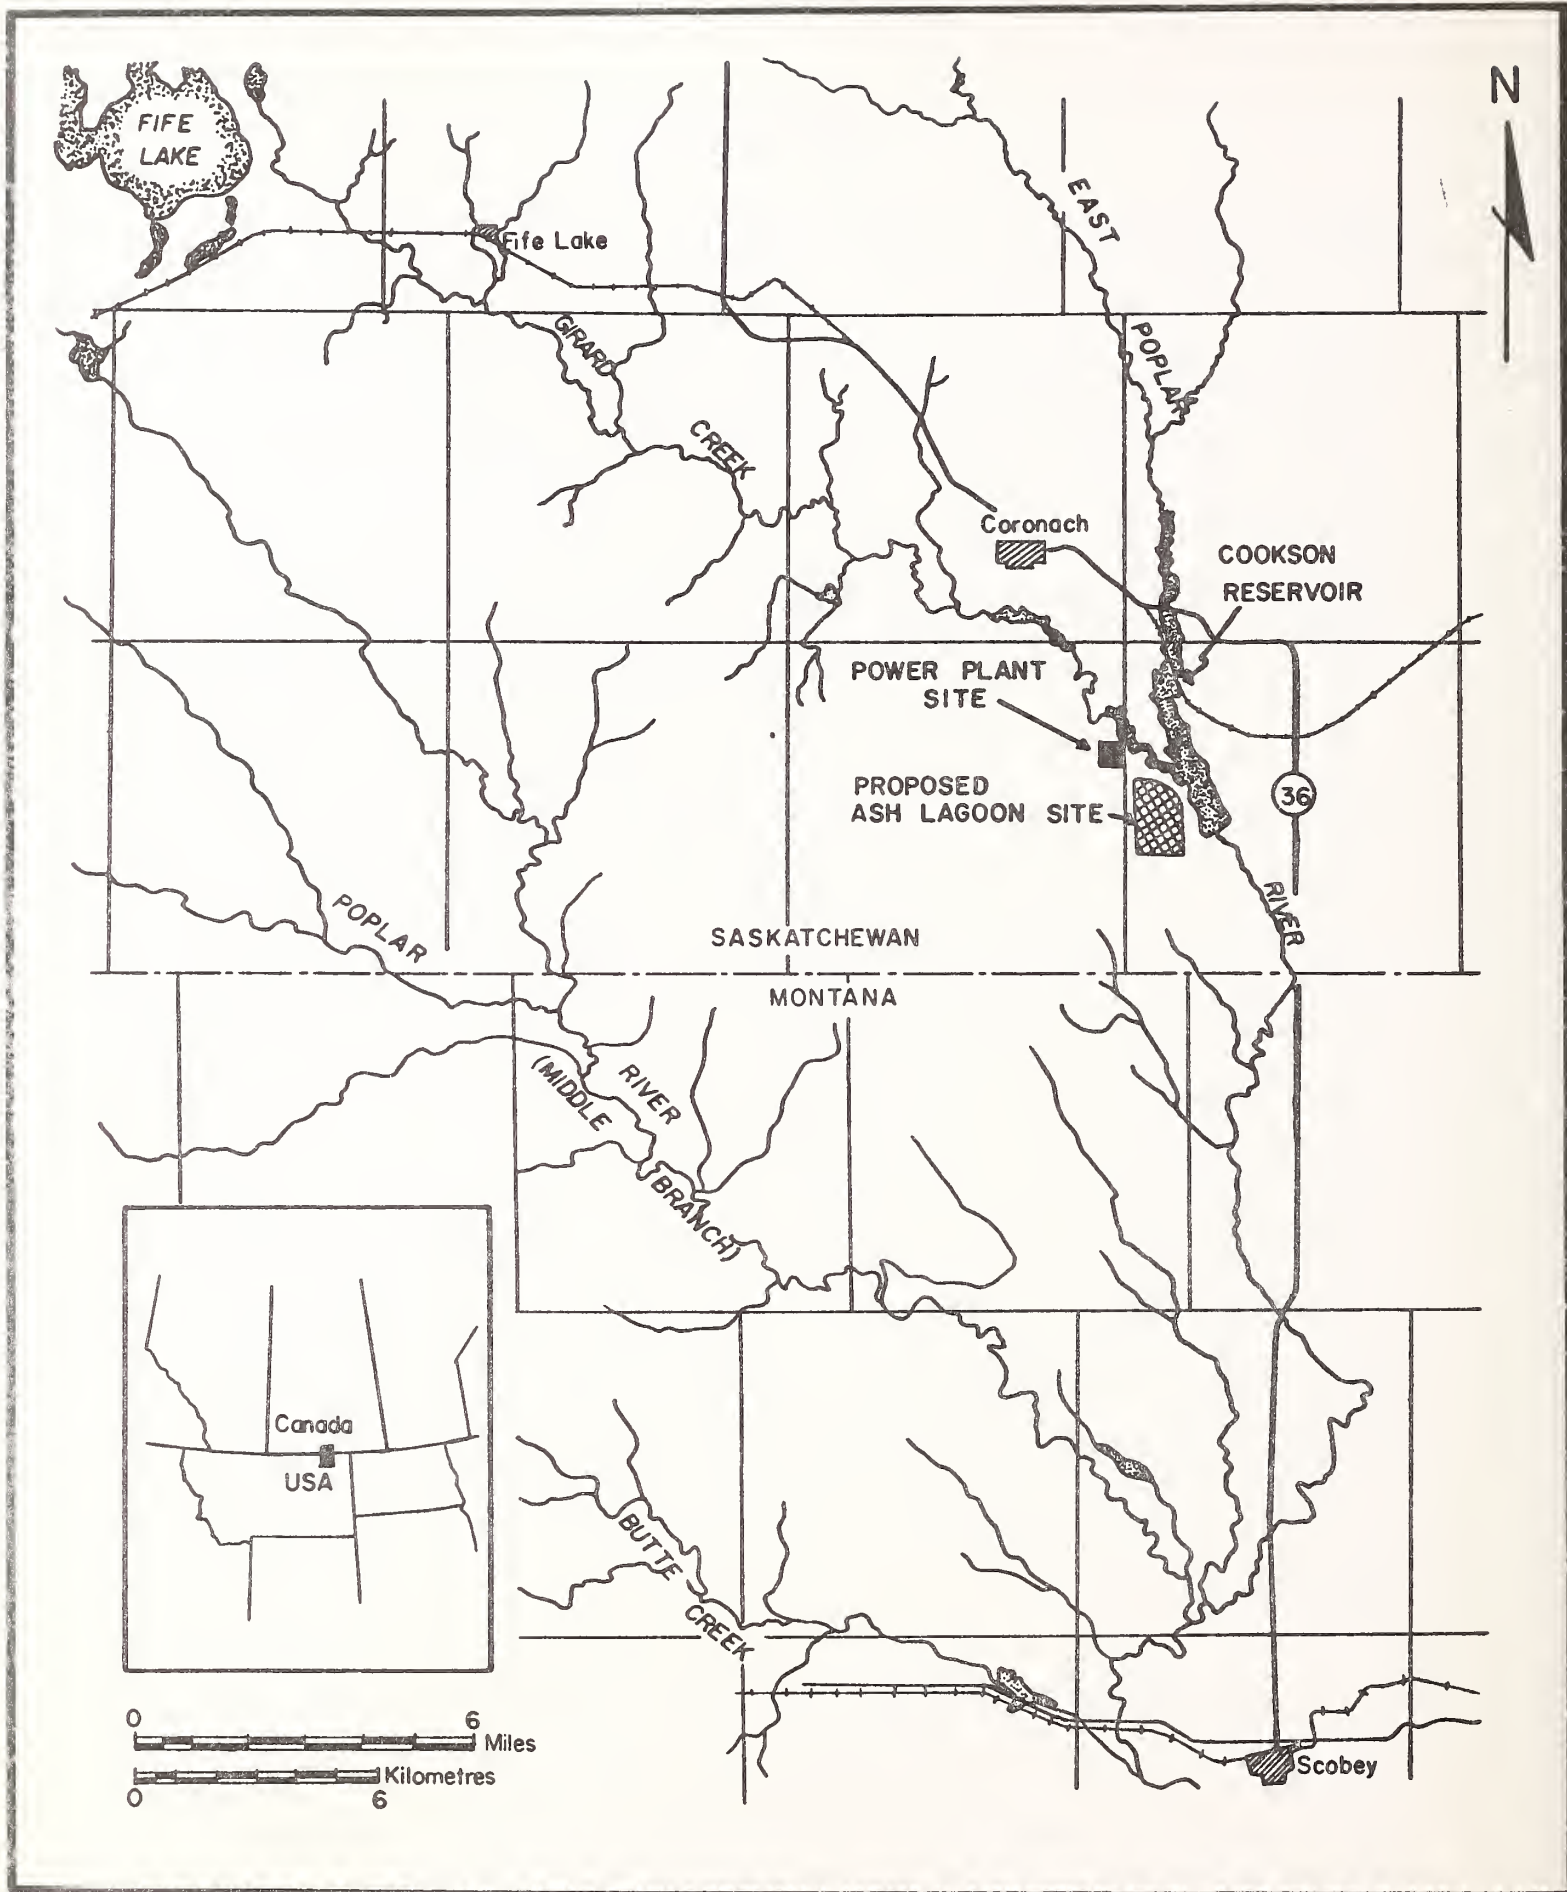 N
FIFE
LAKE
EAST
Fife Lake
GIRARD
POPLAR
CREEK
Coronach
COOKSON
RESERVOIR
POWER PLANT
SITE
PROPOSED
ASH LAGOON SITE
36
RIVER
POPLAR
SASKATCHEWAN
MONTANA
RIVER
(MIDDLE
BRANCH)
Canada
USA
BUTTE
CREEK
0 6
Miles
Kilometres
0 6
Scobey